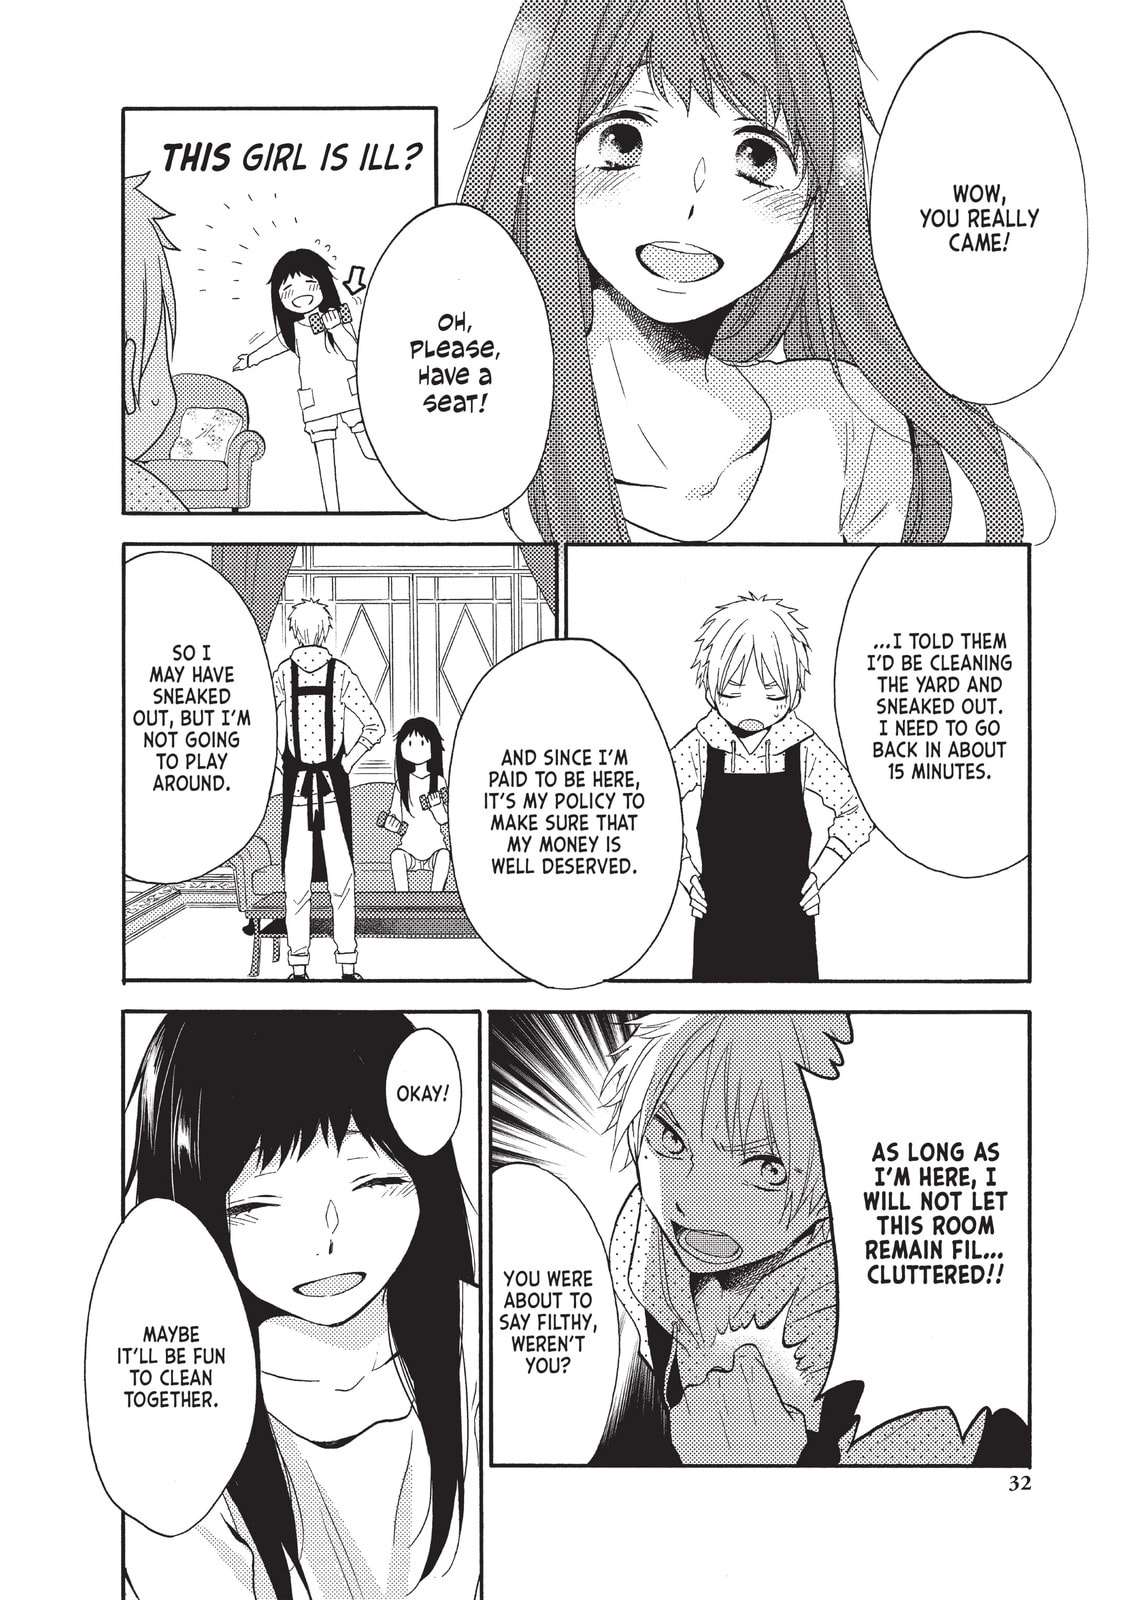 WOW,
YOU REALLY
CAME!
OH,
PLEASE,
HAVE A
SEAT!
THIS GIRL IS ILL?
...I TOLD THEM
I'D BE CLEANING
THE YARD AND
SNEAKED OUT.
I NEED TO GO
BACK IN ABOUT
15 MINUTES.
AND SINCE I'M
PAID TO BE HERE,
IT'S MY POLICY TO
MAKE SURE THAT
MY MONEY IS
WELL DESERVED.
SO I
MAY HAVE
SNEAKED
OUT, BUT I'M
NOT GOING
TO PLAY
AROUND.
AS LONG AS
I'M HERE, I
WILL NOT LET
THIS ROOM
REMAIN FIL...
CLUTTERED!!
YOU WERE
ABOUT TO
SAY FILTHY,
WEREN'T
YOU?
OKAY!
MAYBE
IT'LL BE FUN
TO CLEAN
TOGETHER.
32